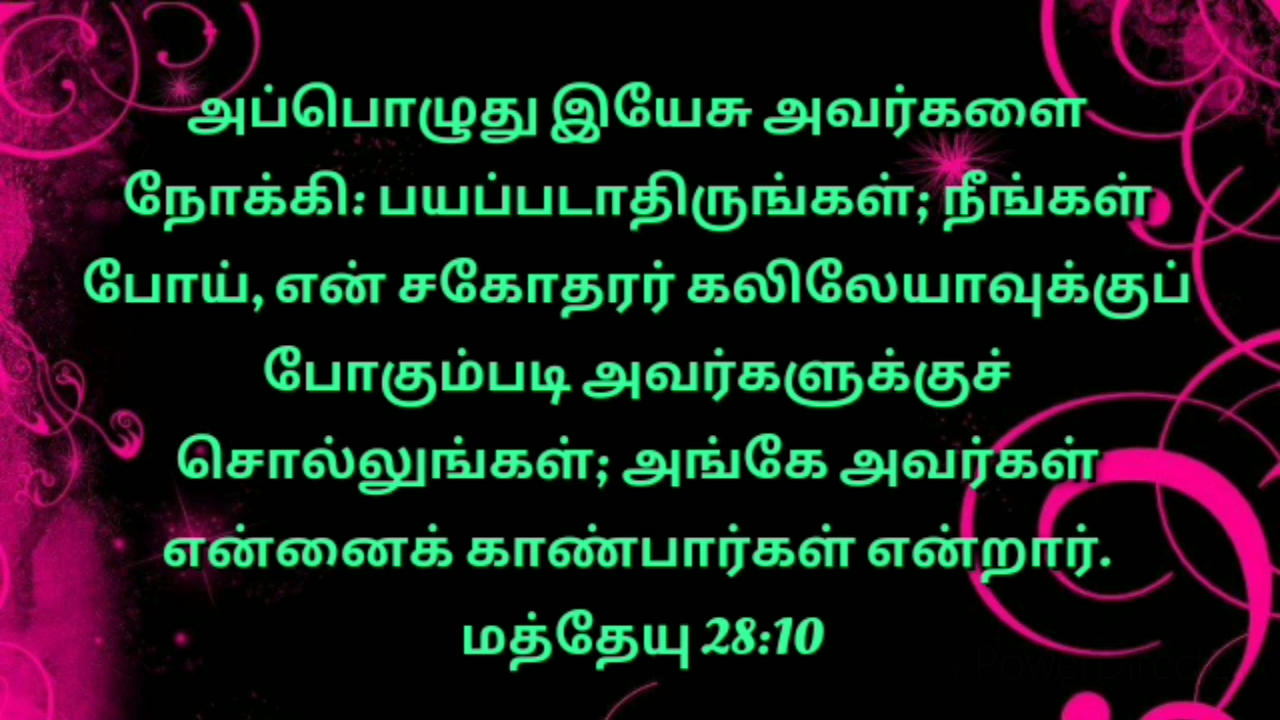 அப்பொழுது இயேசு அவர்களை
நோக்கி: பயப்படாதிருங்கள்; நீங்கள்
போய், என் சகோதரர் கலிலேயாவுக்குப்
போகும்படி அவர்களுக்குச்
சொல்லுங்கள்; அங்கே அவர்கள்
என்னைக் காண்பார்கள் என்றார்.
மத்தேயு 28:10